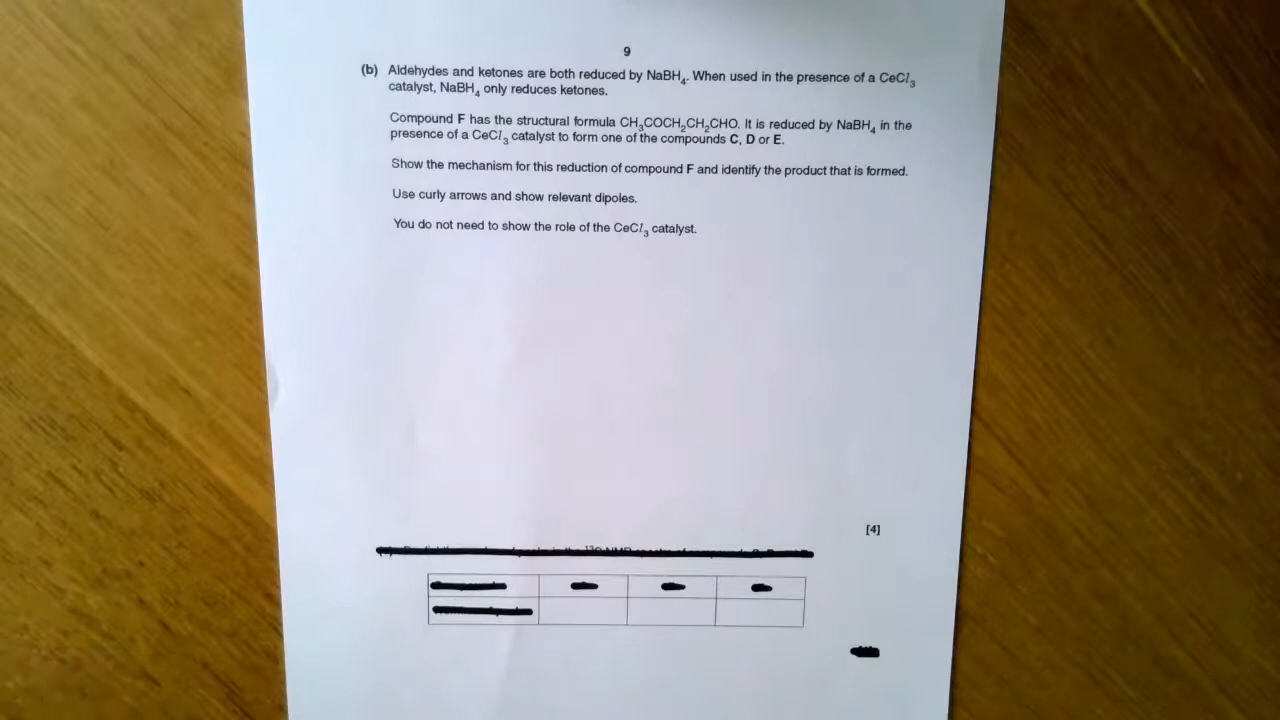 9
(b) Aldehydes and ketones are both reduced by NaBH₄. When used in the presence of a CeCl₃
catalyst, NaBH₄ only reduces ketones.
Compound F has the structural formula CH₃COCH₂CH₂CHO. It is reduced by NaBH₄ in the
presence of a CeCl₃ catalyst to form one of the compounds C, D or E.
Show the mechanism for this reduction of compound F and identify the product that is formed.
Use curly arrows and show relevant dipoles.
You do not need to show the role of the CeCl₃ catalyst.
[4]